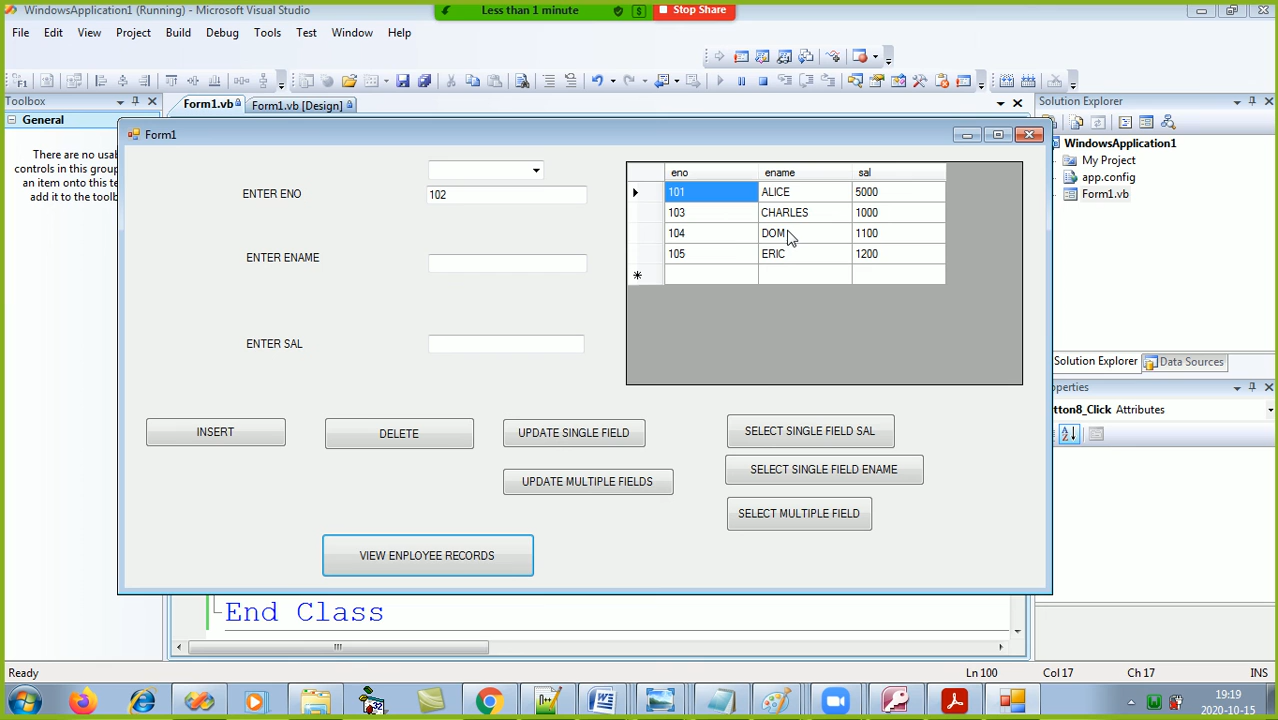 WindowsApplication1 (Running) - Microsoft Visual Studio
Less than 1 minute
$
Stop Share
File Edit View Project Build Debug Tools Test Window Help
Toolbox
Form1.vb
Form1.vb [Design]
Solution Explorer
General
There are no usab
controls in this group
an item onto this te
add it to the toolb
WindowsApplication1
My Project
app.config
Form1.vb
Form1
ENTER ENO
102
ENTER ENAME
ENTER SAL
eno ename sal
101 ALICE 5000
103 CHARLES 1000
104 DOM 1100
105 ERIC 1200
INSERT
DELETE
UPDATE SINGLE FIELD
SELECT SINGLE FIELD SAL
SELECT SINGLE FIELD ENAME
UPDATE MULTIPLE FIELDS
SELECT MULTIPLE FIELD
VIEW ENPLOYEE RECORDS
Solution Explorer
Data Sources
operties
tton8_Click Attributes
End Class
Ready
Ln 100
Col 17
Ch 17
19:19
2020-10-15